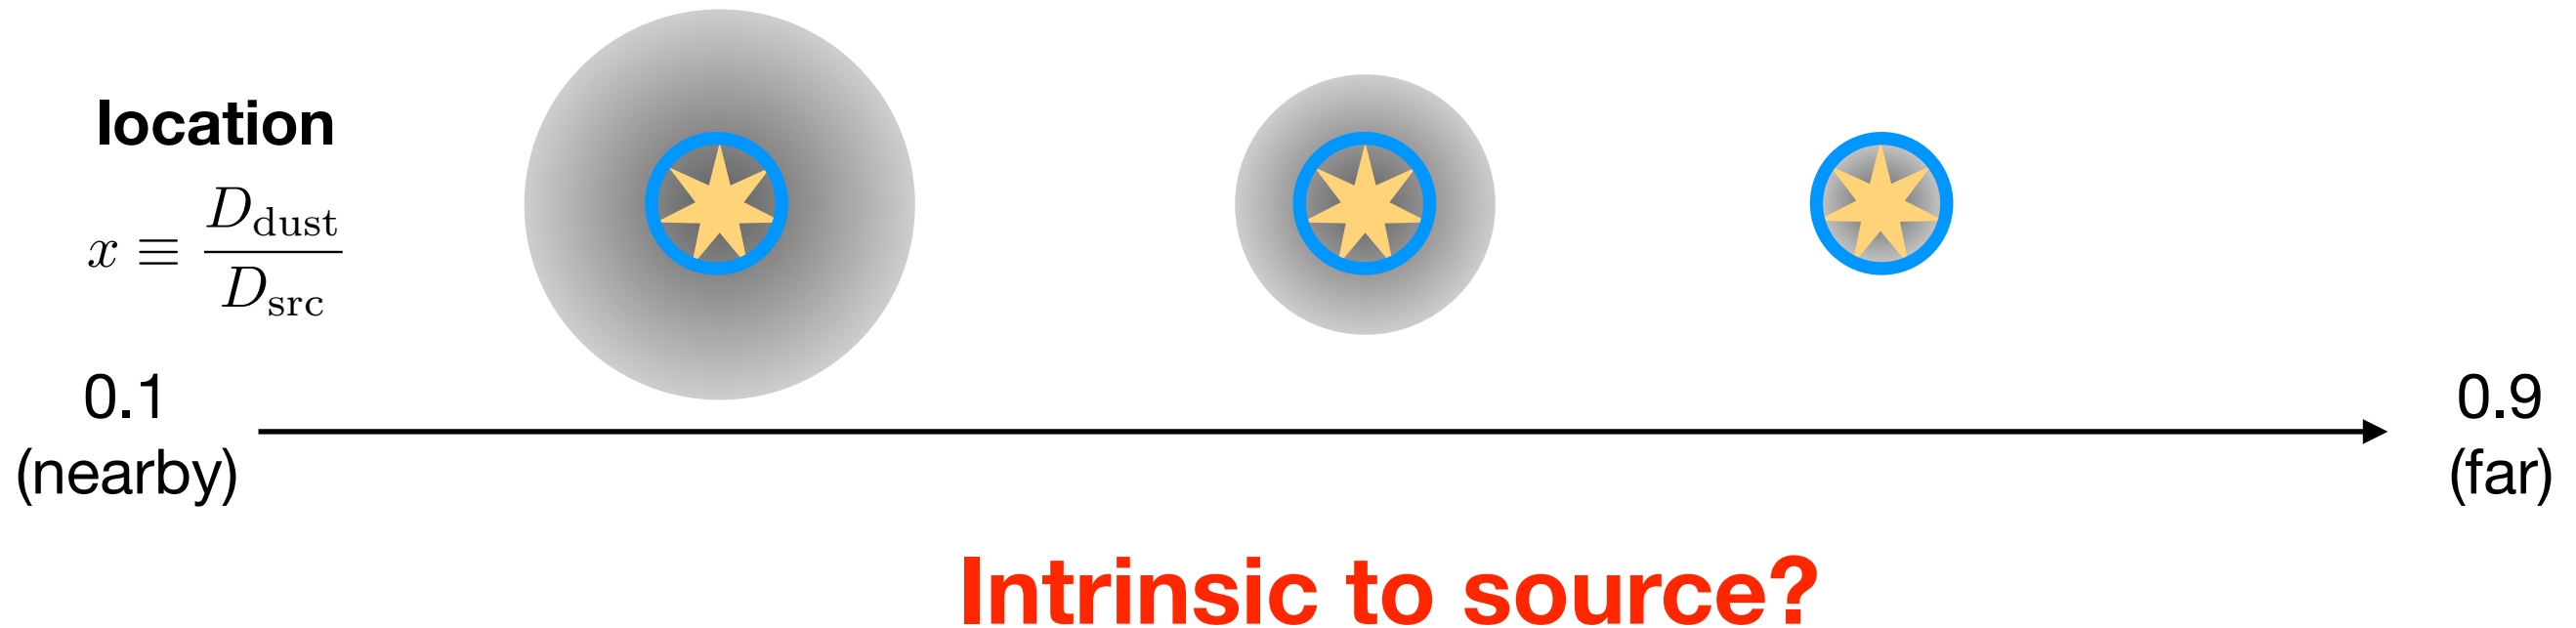 location
x ≡ D_dust / D_src
0.1
(nearby)
0.9
(far)
Intrinsic to source?